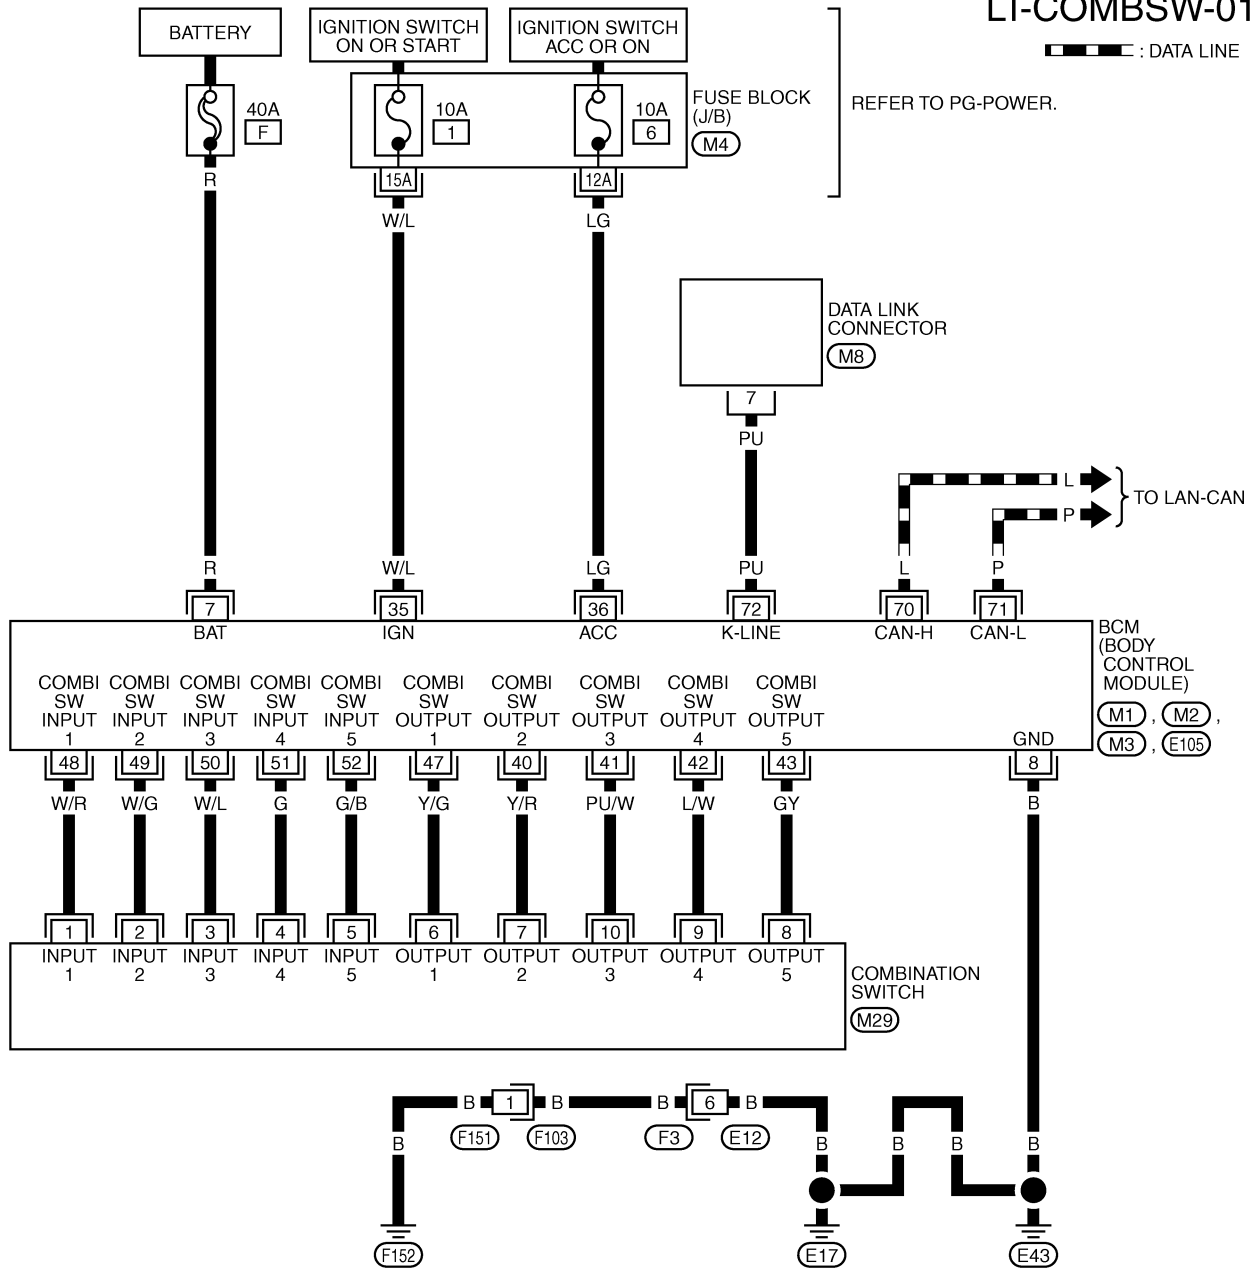 LT-COMBSW-01
: DATA LINE
BATTERY
IGNITION SWITCH
ON OR START
IGNITION SWITCH
ACC OR ON
40A
F
10A
1
10A
6
FUSE BLOCK
(J/B)
M4
REFER TO PG-POWER.
R
15A
12A
W/L
LG
DATA LINK
CONNECTOR
M8
7
PU
L
P
TO LAN-CAN
R
W/L
LG
PU
L
P
7
35
36
72
70
71
BAT
IGN
ACC
K-LINE
CAN-H
CAN-L
BCM
(BODY
CONTROL
MODULE)
M1 , M2 ,
M3 , E105
COMBI
SW
INPUT
1
COMBI
SW
INPUT
2
COMBI
SW
INPUT
3
COMBI
SW
INPUT
4
COMBI
SW
INPUT
5
COMBI
SW
OUTPUT
1
COMBI
SW
OUTPUT
2
COMBI
SW
OUTPUT
3
COMBI
SW
OUTPUT
4
COMBI
SW
OUTPUT
5
GND
48
49
50
51
52
47
40
41
42
43
8
W/R
W/G
W/L
G
G/B
Y/G
Y/R
PU/W
L/W
GY
B
1
2
3
4
5
6
7
10
9
8
INPUT
1
INPUT
2
INPUT
3
INPUT
4
INPUT
5
OUTPUT
1
OUTPUT
2
OUTPUT
3
OUTPUT
4
OUTPUT
5
COMBINATION
SWITCH
M29
B
1
B
B
6
B
F151
F103
F3
E12
B
B
B
B
B
F152
E17
E43